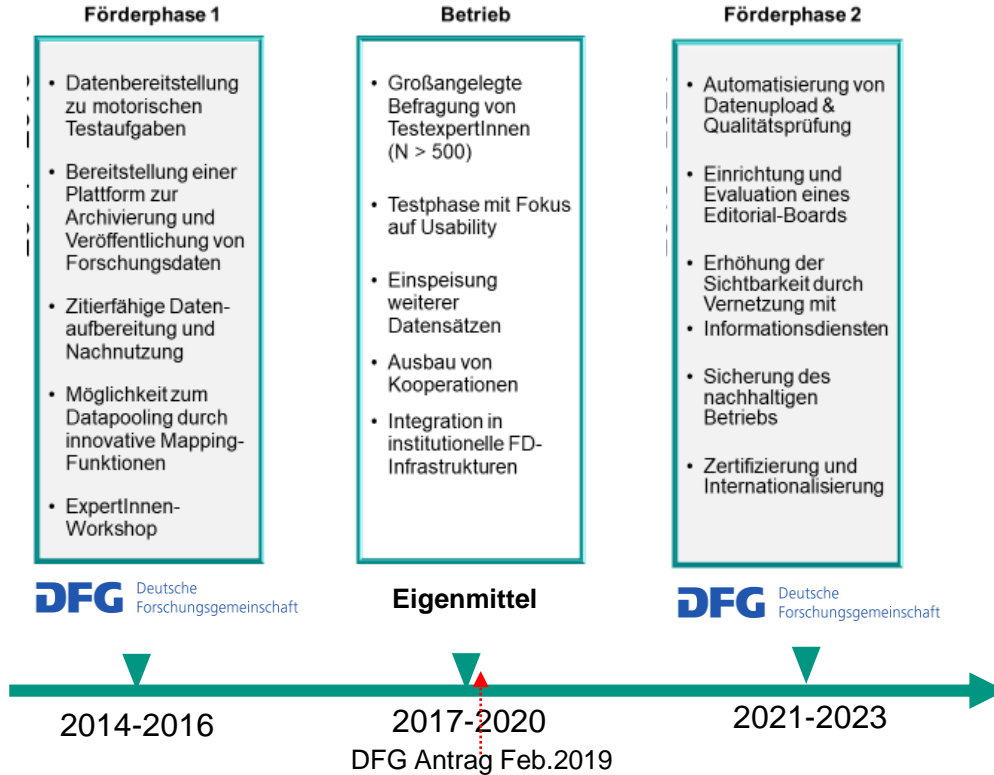 Förderphase 1
• Datenbereitstellung
zu motorischen
Testaufgaben
• Bereitstellung einer
Plattform zur
Archivierung und
Veröffentlichung von
Forschungsdaten
• Zitierfähige Daten-
aufbereitung und
Nachnutzung
• Möglichkeit zum
Datapooling durch
innovative Mapping-
Funktionen
• ExpertInnen-
Workshop
DFG Deutsche
Forschungsgemeinschaft
Betrieb
• Großangelegte
Befragung von
TestexpertInnen
(N > 500)
• Testphase mit Fokus
auf Usability
• Einspeisung
weiterer
Datensätzen
• Ausbau von
Kooperationen
• Integration in
institutionelle FD-
Infrastrukturen
Eigenmittel
Förderphase 2
• Automatisierung von
Datenupload &
Qualitätsprüfung
• Einrichtung und
Evaluation eines
Editorial-Boards
• Erhöhung der
Sichtbarkeit durch
Vernetzung mit
• Informationsdiensten
• Sicherung des
nachhaltigen
Betriebs
• Zertifizierung und
Internationalisierung
DFG Deutsche
Forschungsgemeinschaft
2014-2016
2017-2020
2021-2023
DFG Antrag Feb.2019